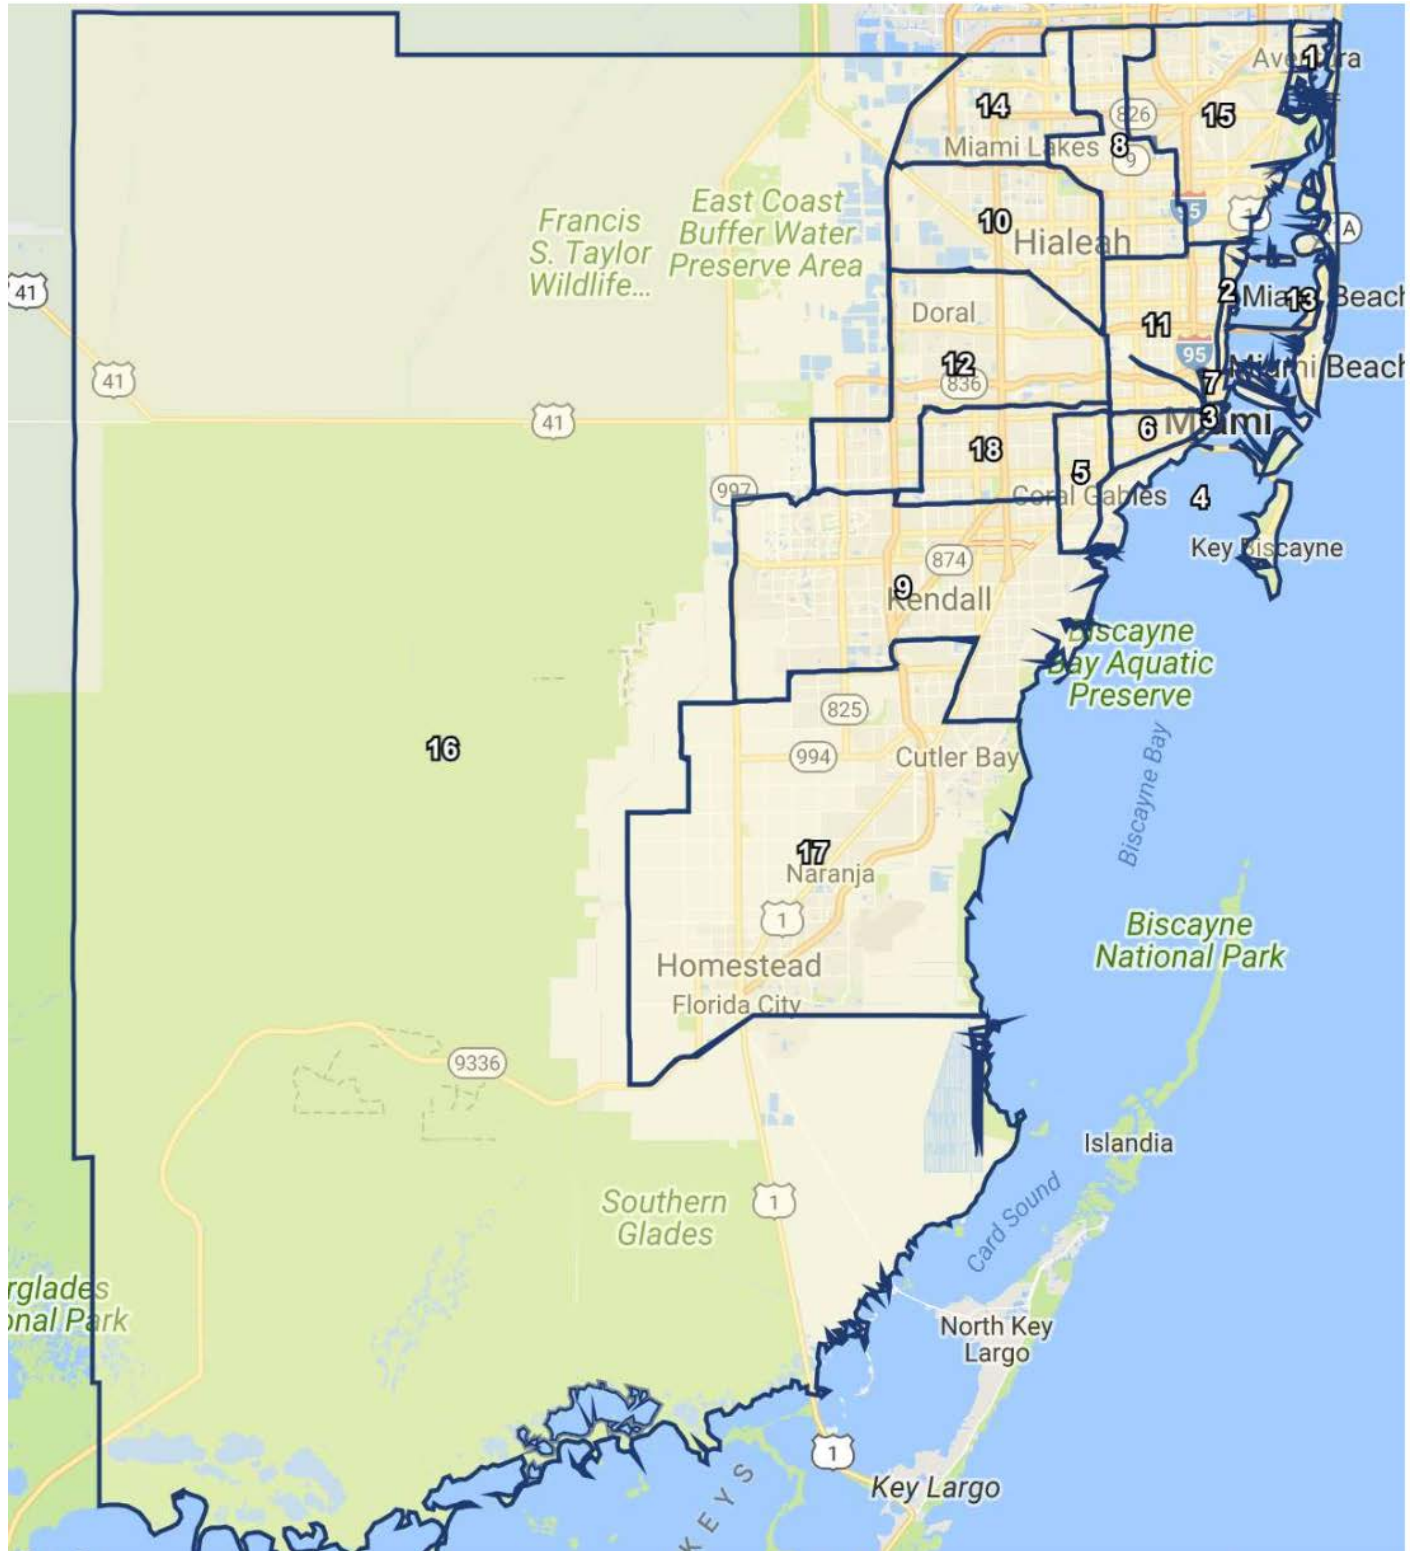 1
Aventura
14
826
15
Miami Lakes
8
9
East Coast
Buffer Water
Preserve Area
Francis
S. Taylor
Wildlife...
10
Hialeah
95
A
41
2
Miami Beach
13
Doral
11
12
836
95
Miami Beach
7
41
41
3
6
Miami
18
5
997
Coral Gables
4
Key Biscayne
874
9
Kendall
Biscayne
Bay Aquatic
Preserve
825
16
994
Cutler Bay
Biscayne Bay
17
Naranja
1
Biscayne
National Park
Homestead
Florida City
9336
Islandia
Southern
Glades
1
Card Sound
rglades
onal Park
North Key
Largo
1
Key Largo
KEYS